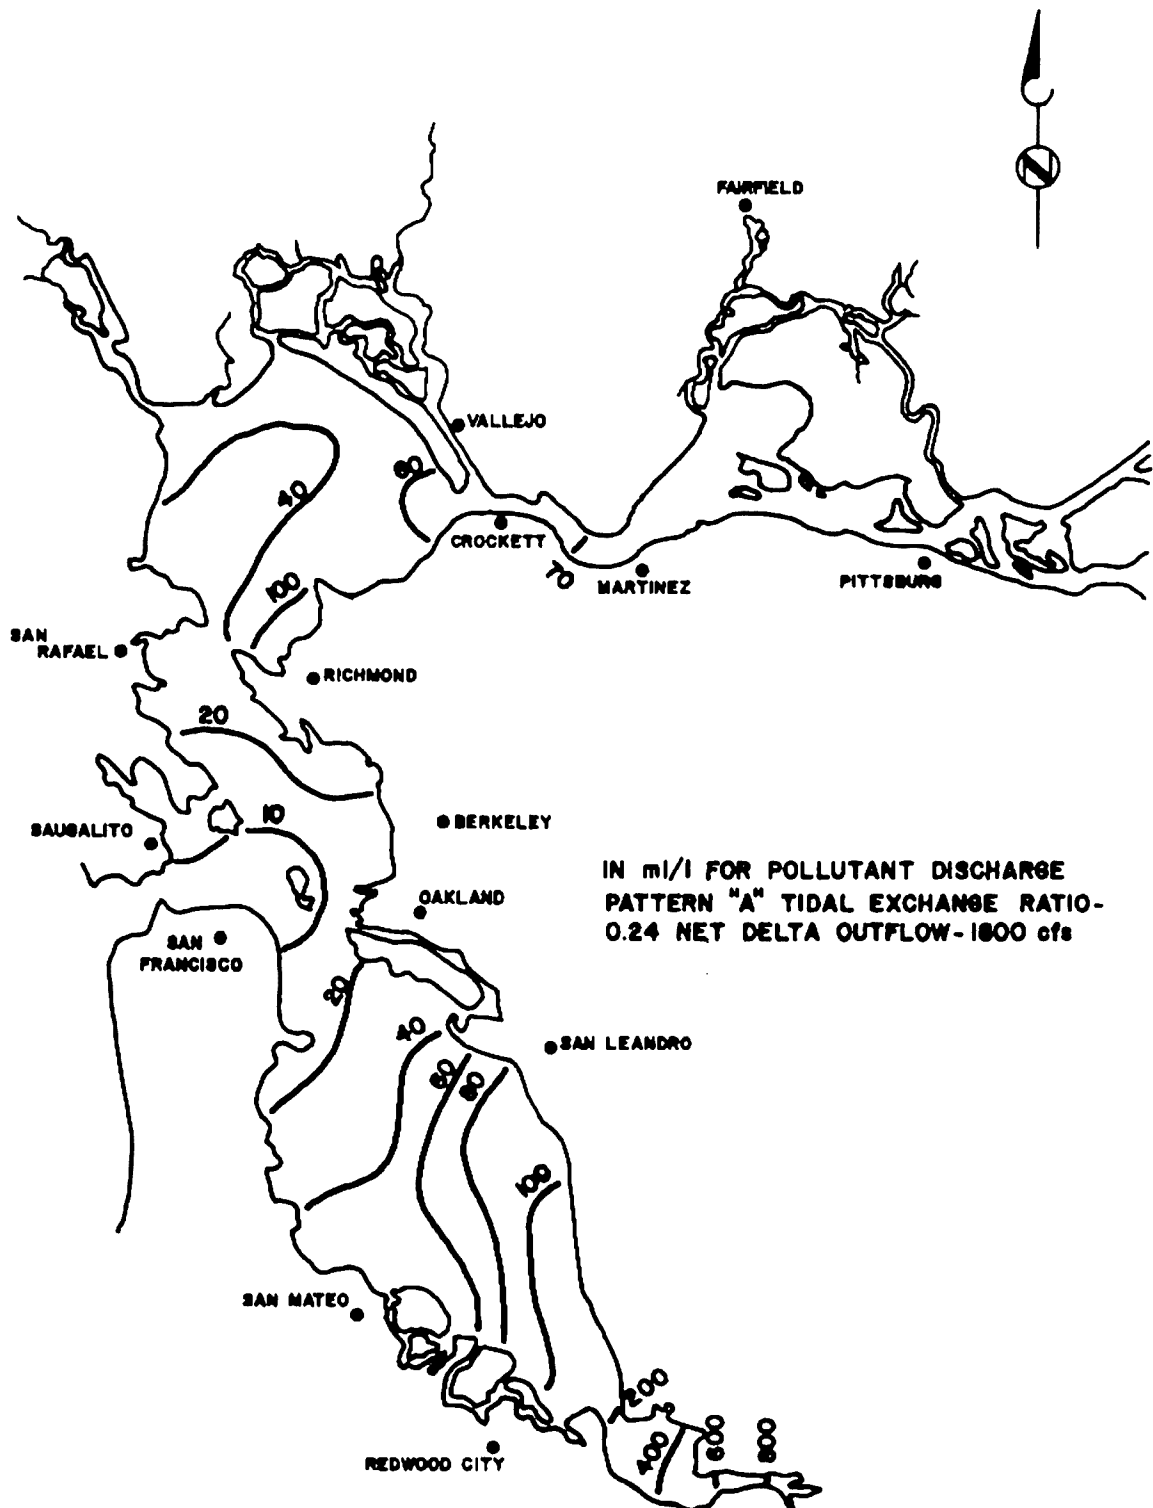 N
FAIRFIELD
VALLEJO
40
60
CROCKETT
70
MARTINEZ
PITTSBURG
100
SAN
RAFAEL
RICHMOND
20
10
SAUSALITO
BERKELEY
IN ml/l FOR POLLUTANT DISCHARGE
PATTERN "A" TIDAL EXCHANGE RATIO-
0.24 NET DELTA OUTFLOW-1800 cfs
OAKLAND
SAN
FRANCISCO
20
40
SAN LEANDRO
60
80
100
SAN MATEO
200
400
600
800
REDWOOD CITY